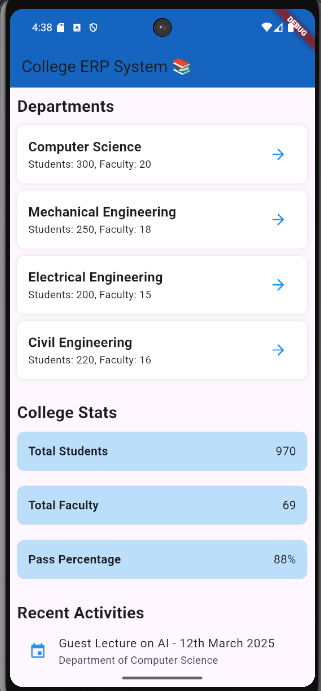 4:38
DEBUG
College ERP System 📚
Departments
Computer Science
Students: 300, Faculty: 20
Mechanical Engineering
Students: 250, Faculty: 18
Electrical Engineering
Students: 200, Faculty: 15
Civil Engineering
Students: 220, Faculty: 16
College Stats
Total Students 970
Total Faculty 69
Pass Percentage 88%
Recent Activities
Guest Lecture on AI - 12th March 2025
Department of Computer Science